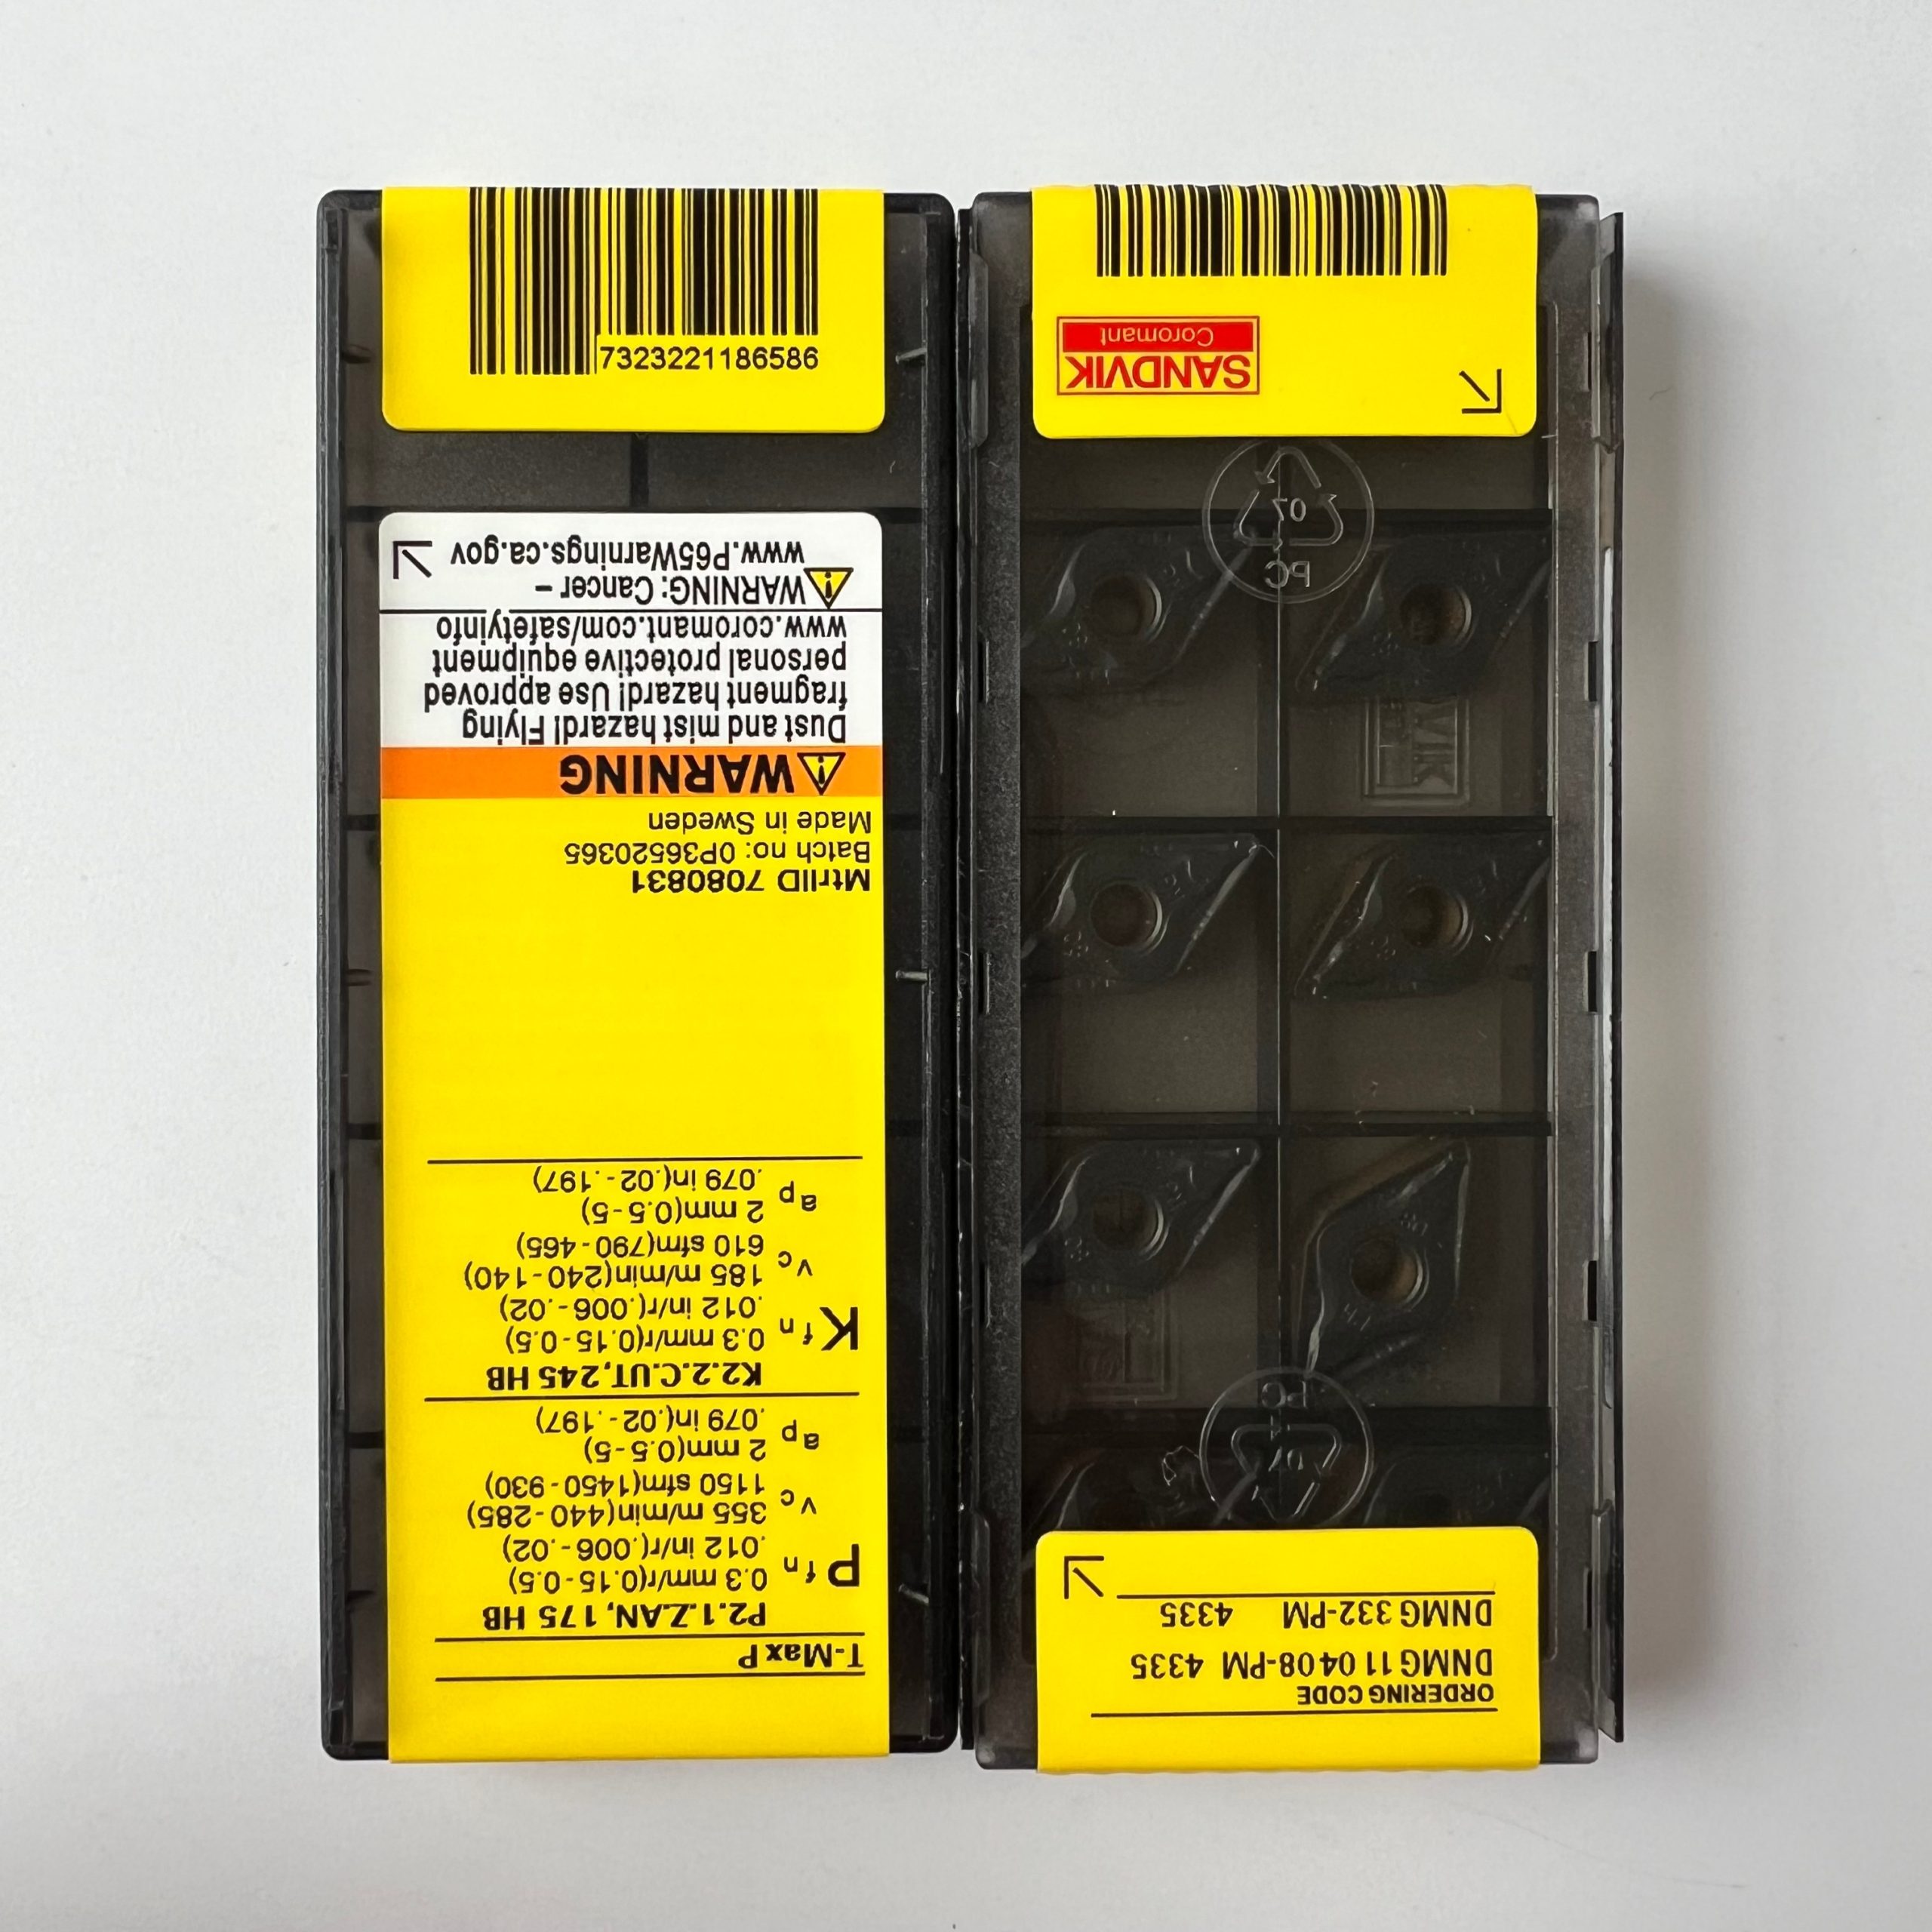 ORDERING CODE
DNMG 11 04 08-PM 4335
DNMG 332-PM 4335
PC
07
07
PC
SANDVIK
Coromant
T-Max P
P2.1.Z.AN, 175 HB
P fn 0.3 mm/r(0.15-0.5)
.012 in/r(.006-.02)
vc 355 m/min(440-285)
1150 sfm(1450-930)
ap 2 mm(0.5-5)
.079 in(.02-.197)
K2.2.C.UT,245 HB
K fn 0.3 mm/r(0.15-0.5)
.012 in/r(.006-.02)
vc 185 m/min(240-140)
610 sfm(790-465)
ap 2 mm(0.5-5)
.079 in(.02-.197)
MtrlID 7080831
Batch no: 0P36520365
Made in Sweden
WARNING
Dust and mist hazard! Flying
fragment hazard! Use approved
personal protective equipment
www.coromant.com/safetyinfo
WARNING: Cancer –
www.P65Warnings.ca.gov
7323221186586